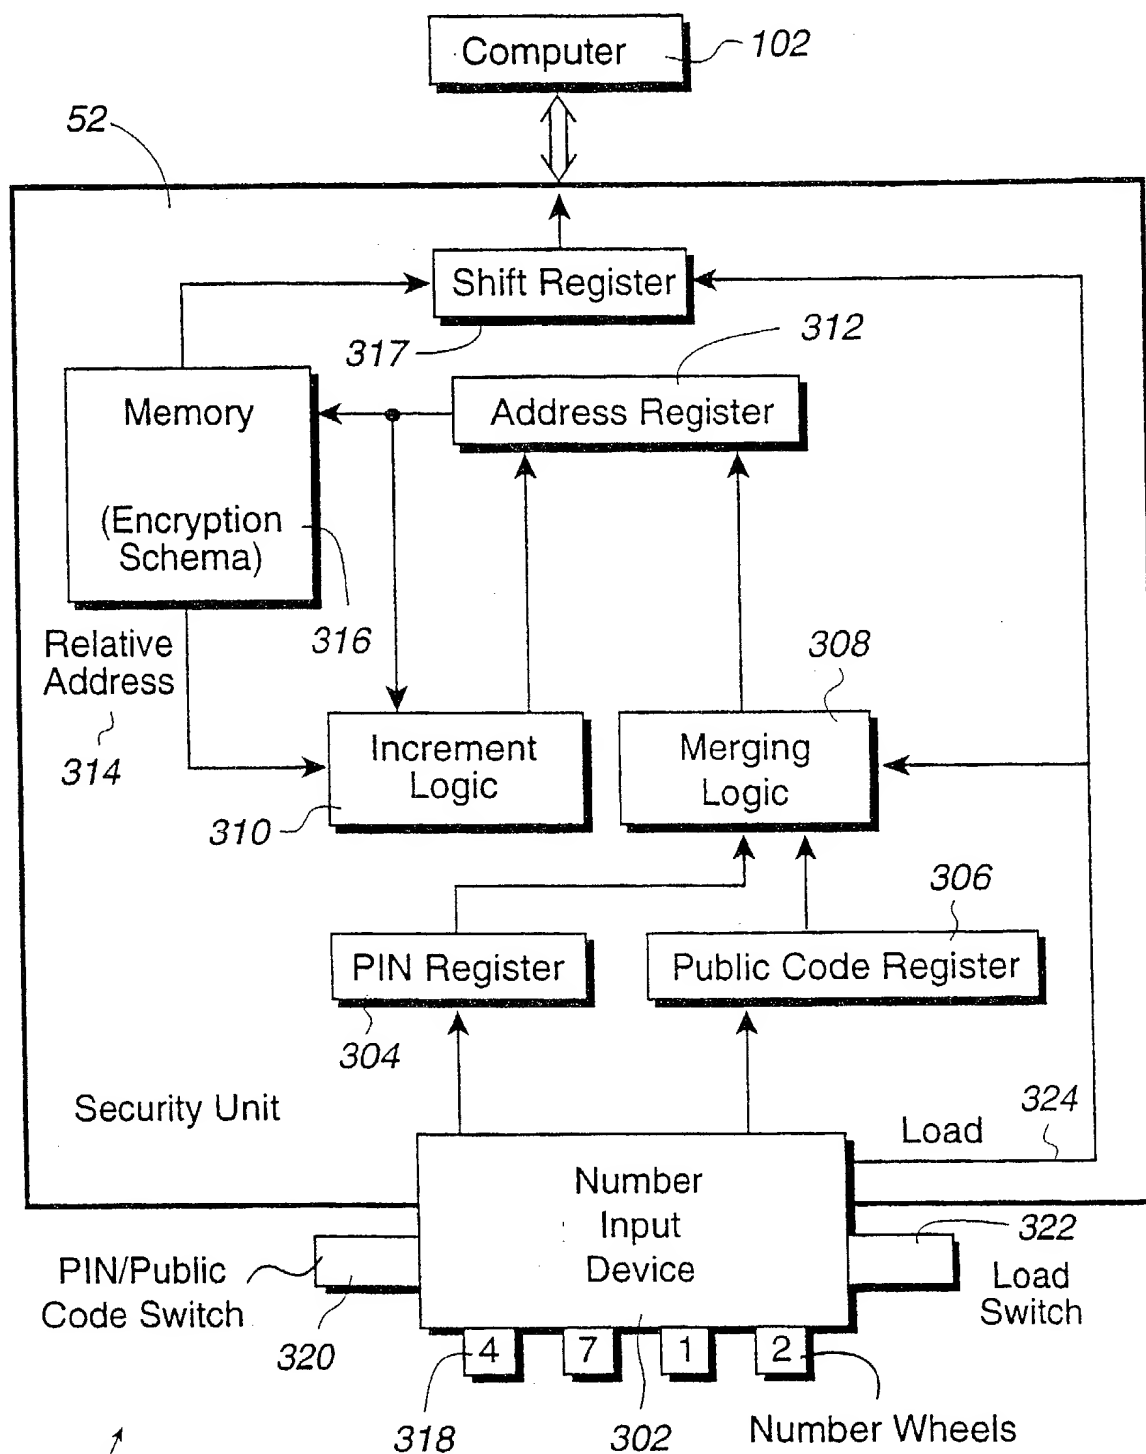 Computer
102
52
Shift Register
317
312
Address Register
Memory
(Encryption
Schema)
316
Relative
Address
314
308
Increment
Logic
310
Merging
Logic
306
PIN Register
304
Public Code Register
Security Unit
Load
324
Number
Input
Device
322
PIN/Public
Code Switch
320
Load
Switch
4
7
1
2
318
302
Number Wheels